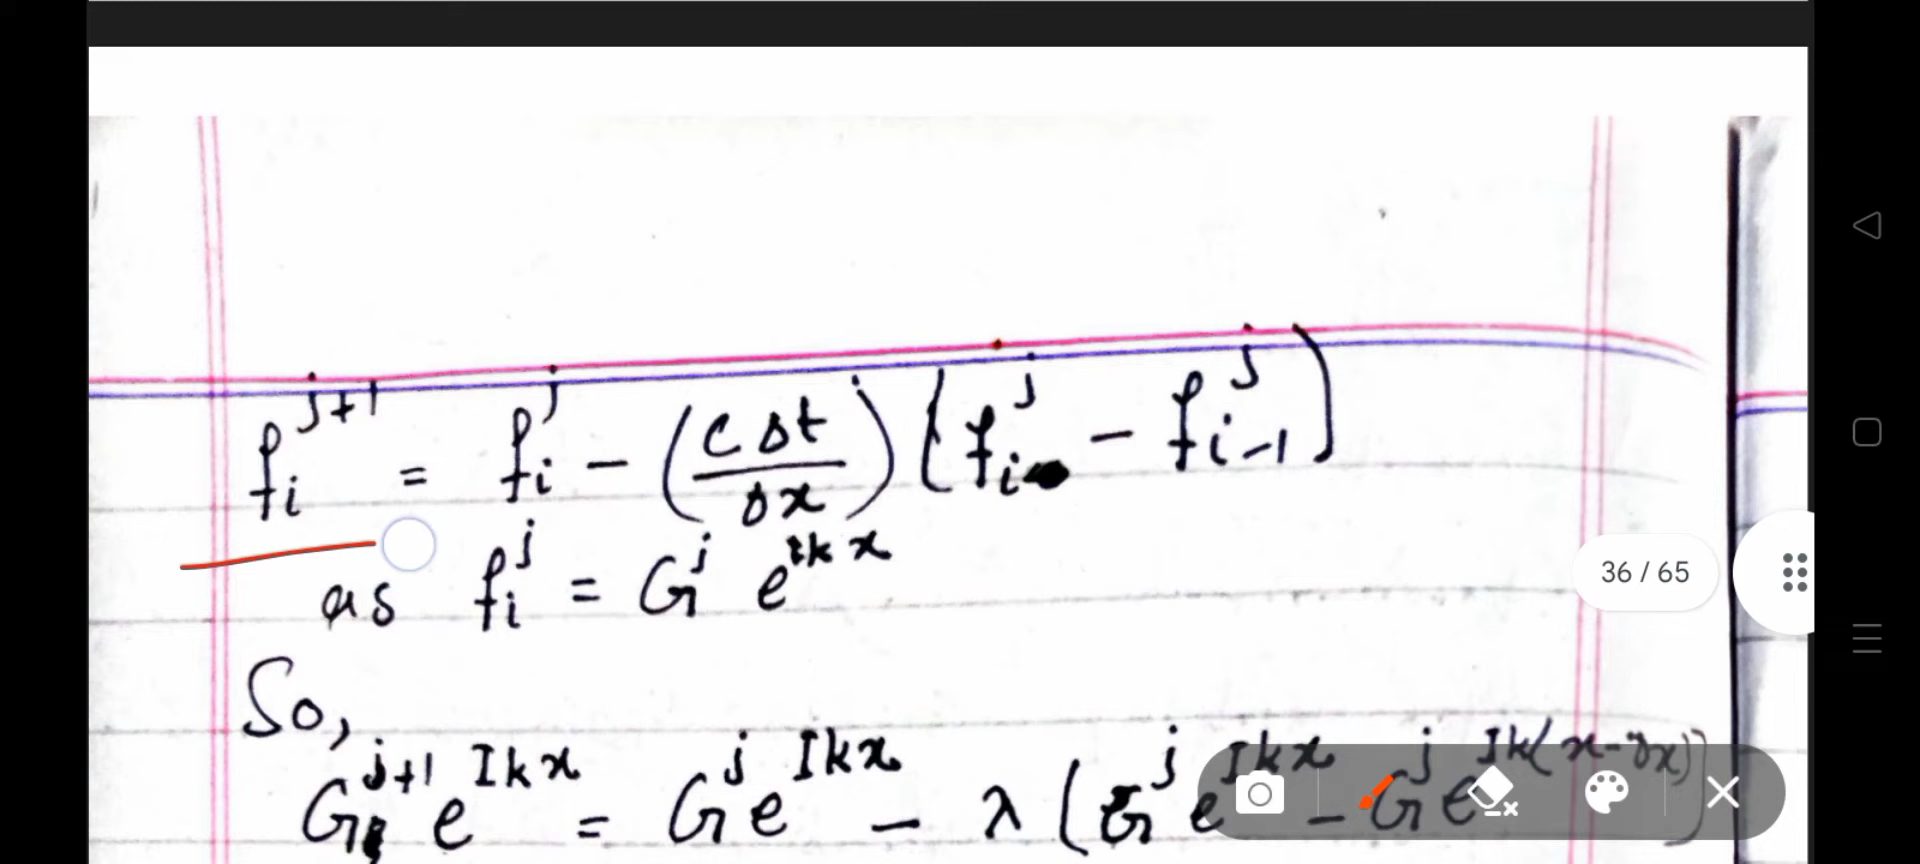 f_i^{j+1} = f_i^j - (cΔt/Δx) (f_i^j - f_{i-1}^j)
as f_i^j = G^j e^{ikx}
36 / 65
So,
G^{j+1} e^{Ikx} = G^j e^{Ikx} - λ (G^j e^{Ikx} - G^j e^{Ik(x-δx)})